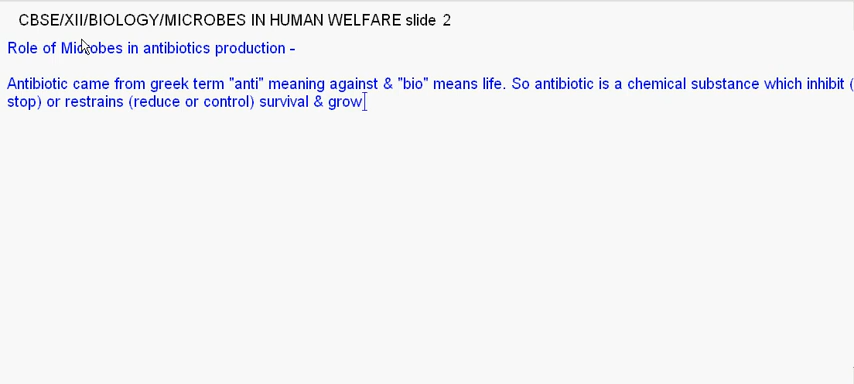 CBSE/XII/BIOLOGY/MICROBES IN HUMAN WELFARE slide 2
Role of Microbes in antibiotics production -
Antibiotic came from greek term "anti" meaning against & "bio" means life. So antibiotic is a chemical substance which inhibit (
stop) or restrains (reduce or control) survival & grow